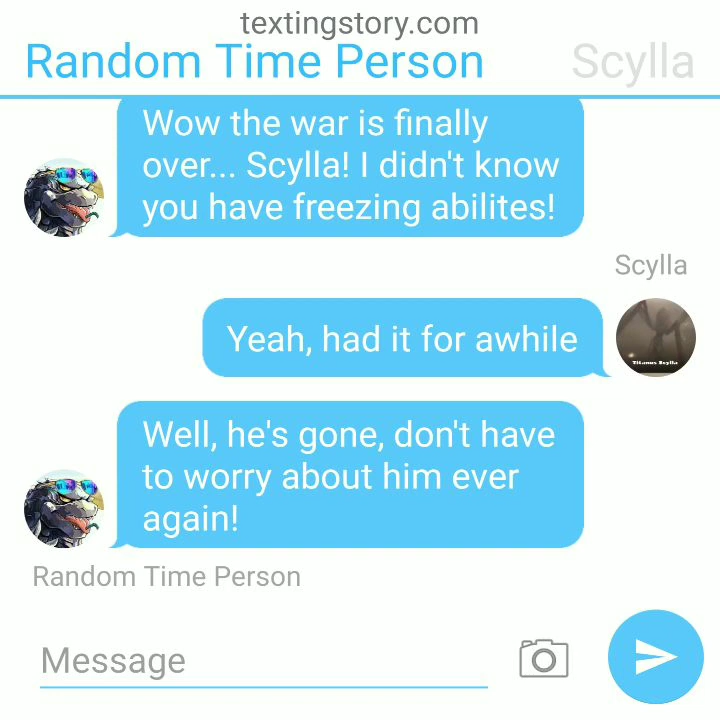 textingstory.com
Random Time Person
Scylla
Wow the war is finally
over... Scylla! I didn't know
you have freezing abilites!
Scylla
Yeah, had it for awhile
Titanus Scylla
Well, he's gone, don't have
to worry about him ever
again!
Random Time Person
Message